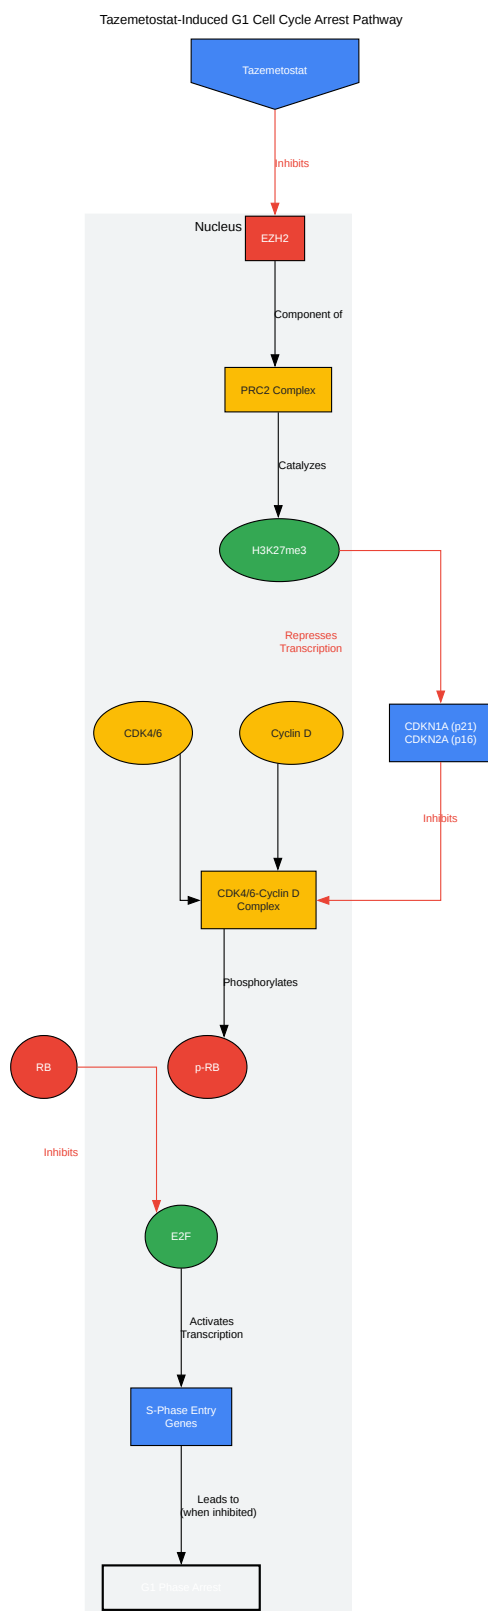 Tazemetostat-Induced G1 Cell Cycle Arrest Pathway
Tazemetostat
Inhibits
Nucleus
EZH2
Component of
PRC2 Complex
Catalyzes
H3K27me3
Represses
Transcription
CDK4/6
Cyclin D
CDKN1A (p21)
CDKN2A (p16)
Inhibits
CDK4/6-Cyclin D
Complex
Phosphorylates
RB
p-RB
Inhibits
E2F
Activates
Transcription
S-Phase Entry
Genes
Leads to
(when inhibited)
G1 Phase Arrest